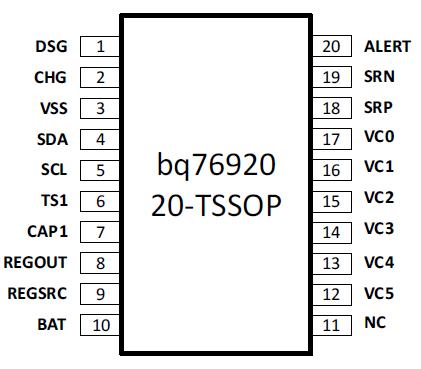 DSG 1 20 ALERT
CHG 2 19 SRN
VSS 3 18 SRP
SDA 4 17 VC0
SCL 5 16 VC1
TS1 6 15 VC2
CAP1 7 14 VC3
REGOUT 8 13 VC4
REGSRC 9 12 VC5
BAT 10 11 NC
bq76920
20-TSSOP